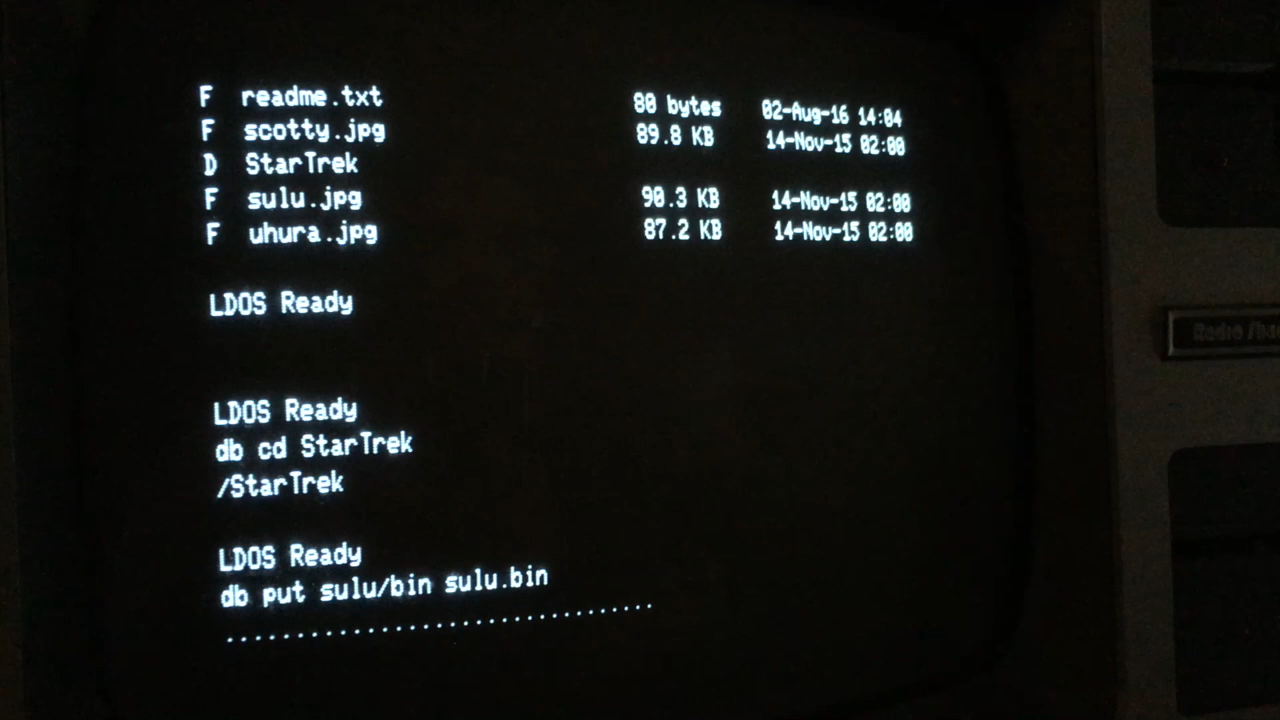 F readme.txt 80 bytes 02-Aug-16 14:04
F scotty.jpg 89.8 KB 14-Nov-15 02:00
D StarTrek
F sulu.jpg 90.3 KB 14-Nov-15 02:00
F uhura.jpg 87.2 KB 14-Nov-15 02:00
LDOS Ready
LDOS Ready
db cd StarTrek
/StarTrek
LDOS Ready
db put sulu/bin sulu.bin
...............................
Radio